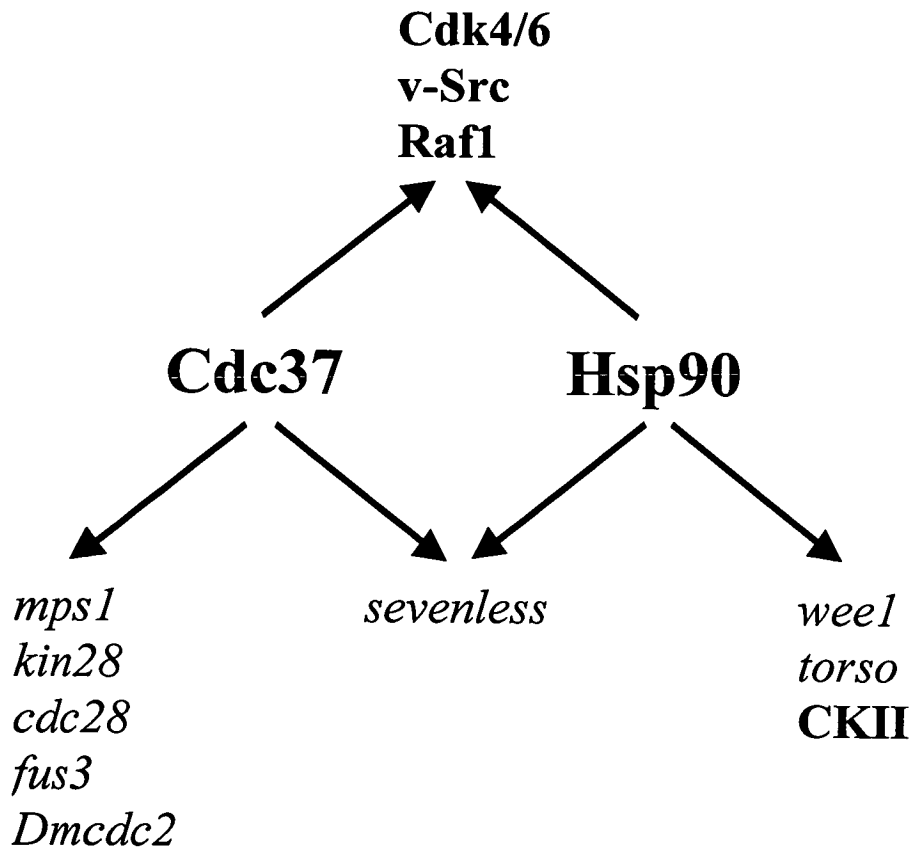 Cdk4/6
v-Src
Raf1
Cdc37
Hsp90
mps1
kin28
cdc28
fus3
Dmcdc2
sevenless
wee1
torso
CKII